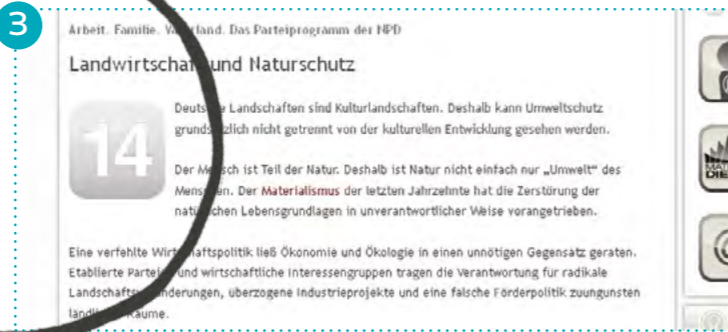 3
Arbeit. Familie. Vaterland. Das Parteiprogramm der NPD
Landwirtschaft und Naturschutz
14
Deutsche Landschaften sind Kulturlandschaften. Deshalb kann Umweltschutz
grundsätzlich nicht getrennt von der kulturellen Entwicklung gesehen werden.
Der Mensch ist Teil der Natur. Deshalb ist Natur nicht einfach nur „Umwelt“ des
Menschen. Der Materialismus der letzten Jahrzehnte hat die Zerstörung der
natürlichen Lebensgrundlagen in unverantwortlicher Weise vorangetrieben.
Eine verfehlte Wirtschaftspolitik ließ Ökonomie und Ökologie in einen unnötigen Gegensatz geraten.
Etablierte Parteien und wirtschaftliche Interessengruppen tragen die Verantwortung für radikale
Landschaftsveränderungen, überzogene Industrieprojekte und eine falsche Förderpolitik zuungunsten
ländlicher Räume.